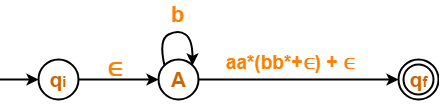 b
∈
aa*(bb*+∈) + ∈
qi
A
qf